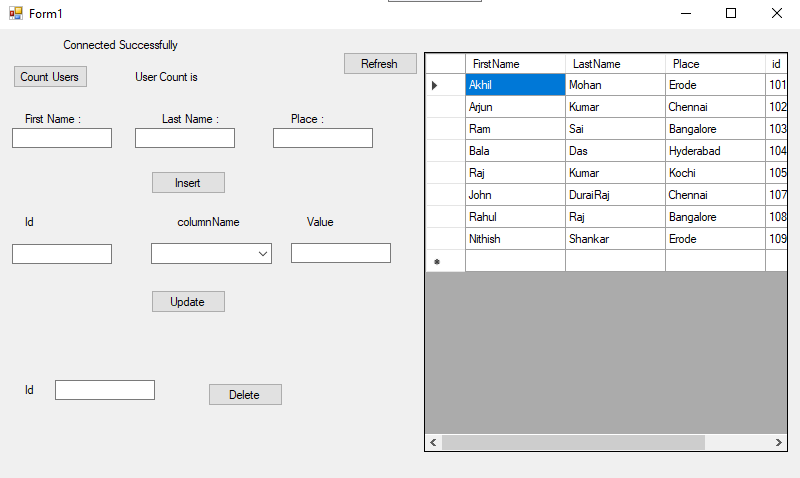 Form1
Connected Successfully
Refresh
Count Users
User Count is
First Name :
Last Name :
Place :
Insert
Id
columnName
Value
Update
Id
Delete
FirstName LastName Place id
Akhil Mohan Erode 101
Arjun Kumar Chennai 102
Ram Sai Bangalore 103
Bala Das Hyderabad 104
Raj Kumar Kochi 105
John DuraiRaj Chennai 107
Rahul Raj Bangalore 108
Nithish Shankar Erode 109